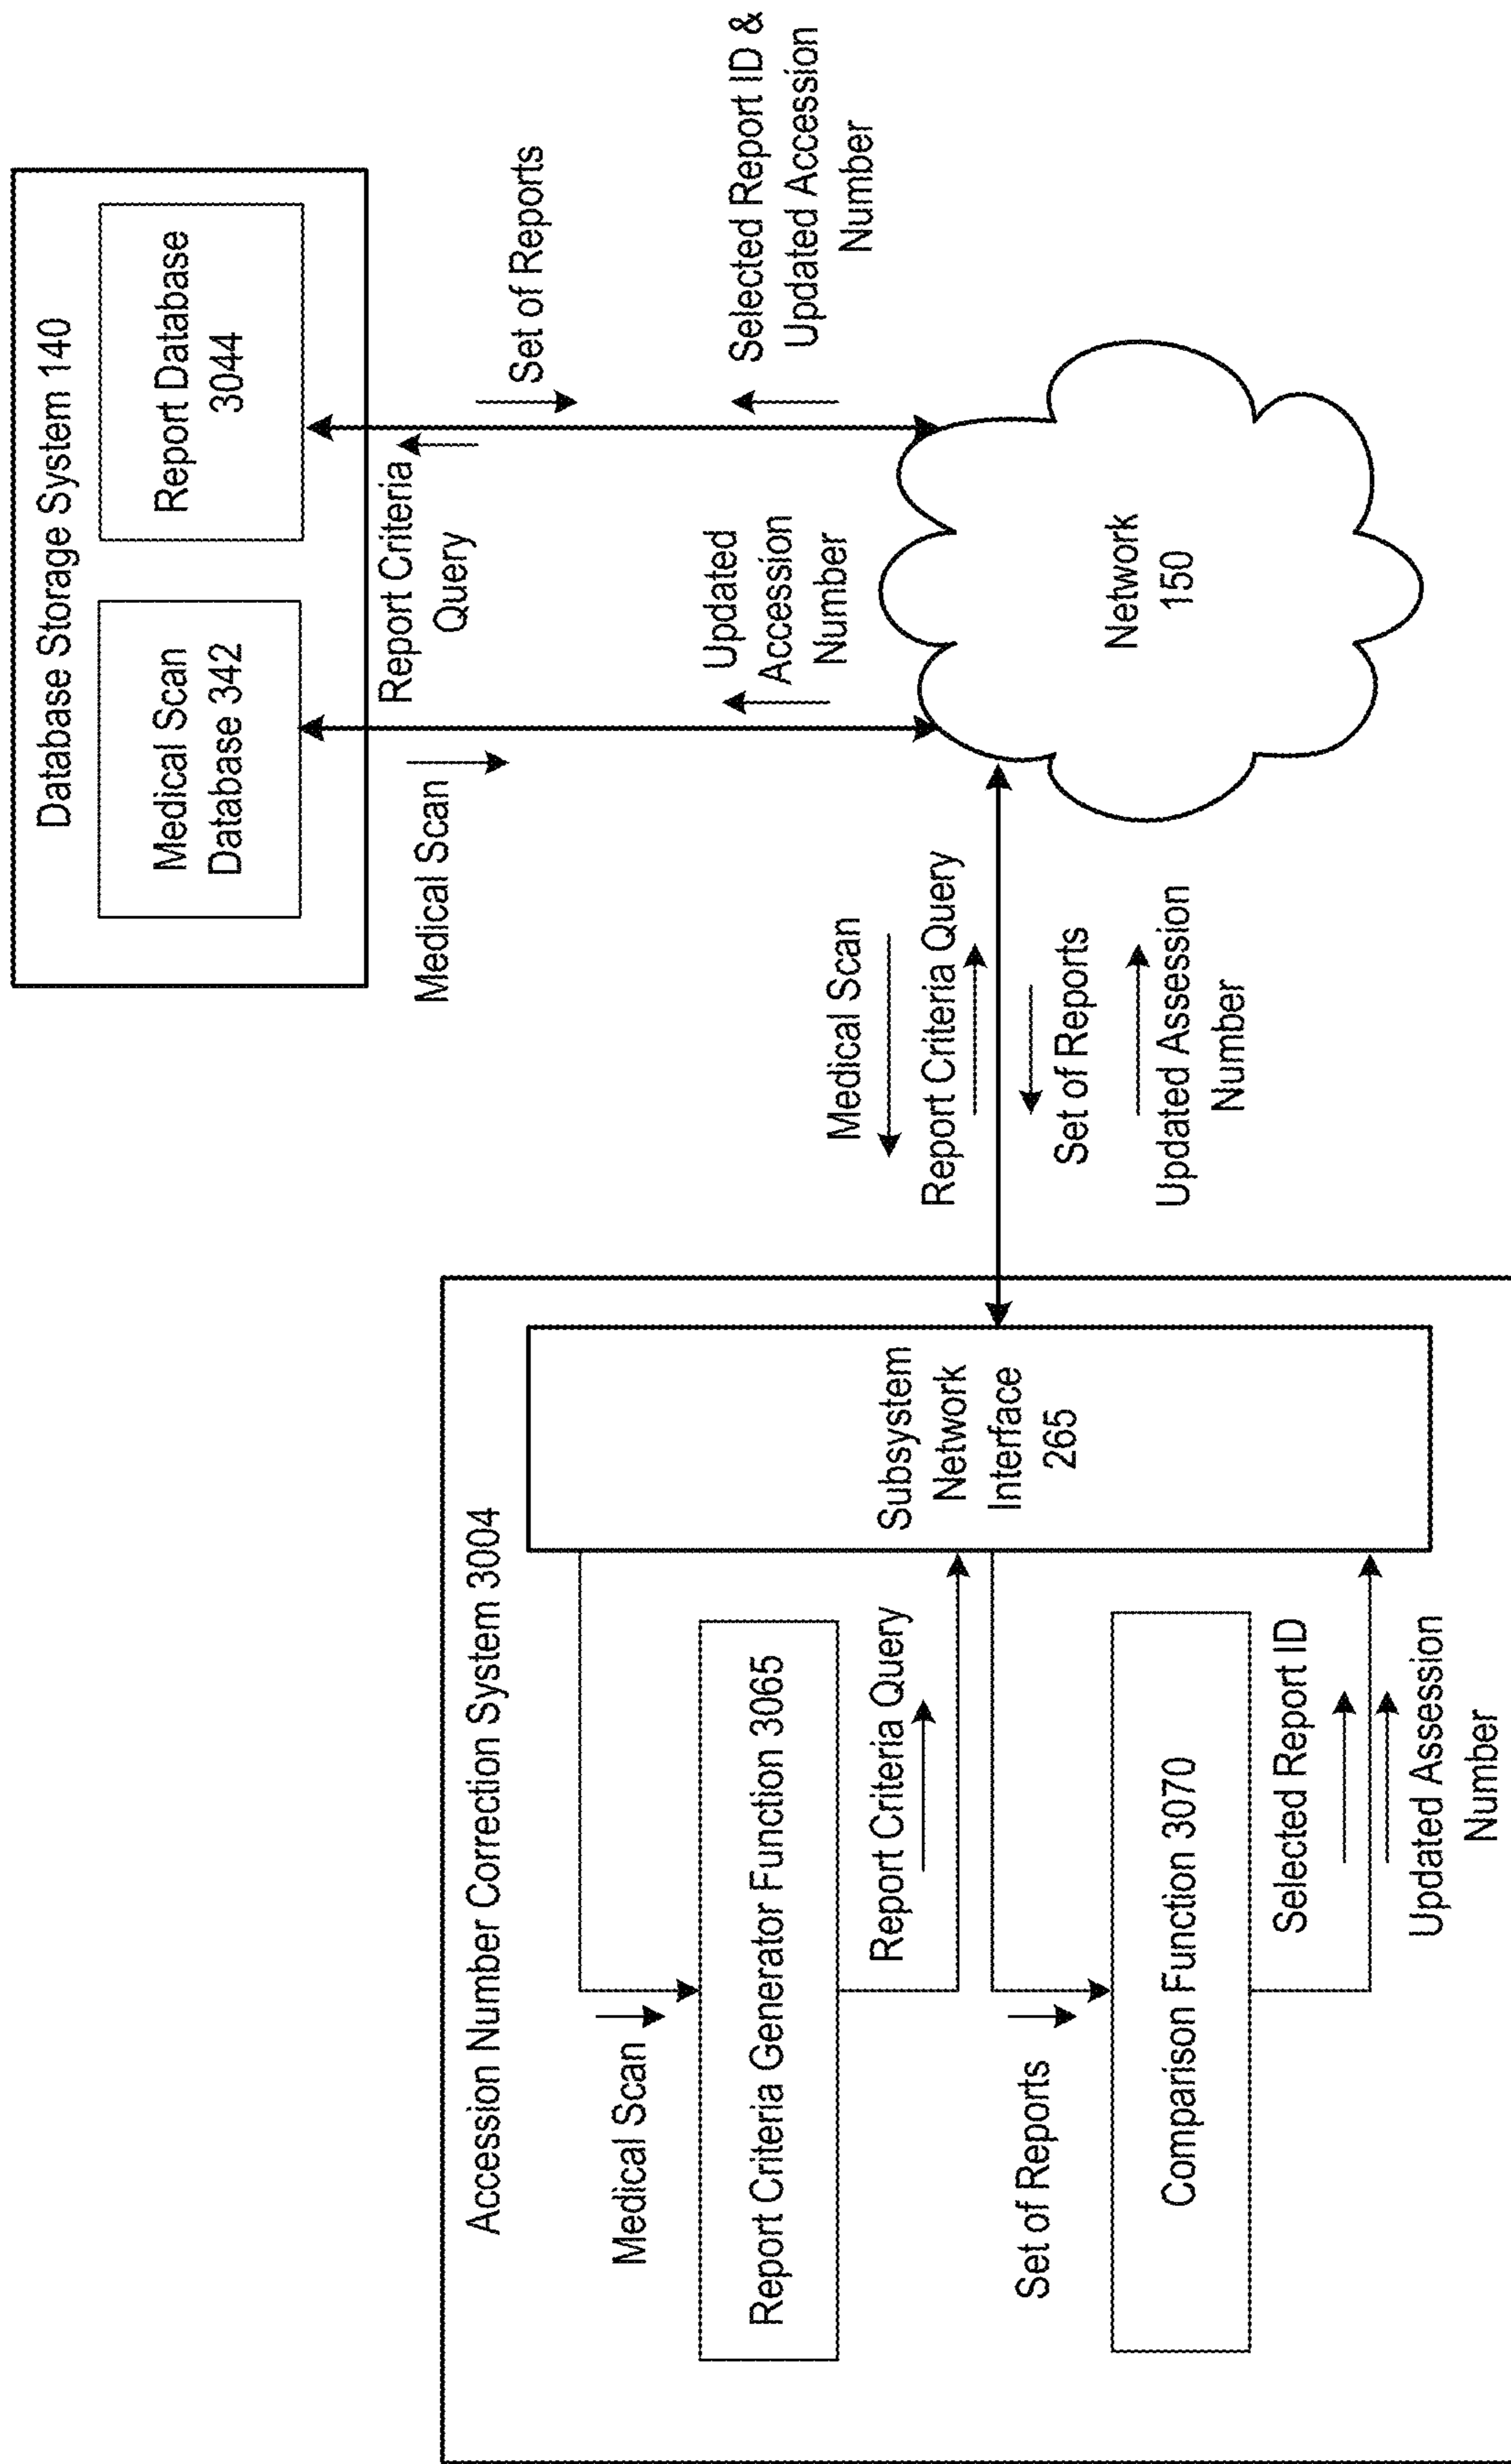 Database Storage System 140
Medical Scan
Database 342
Report Database
3044
Medical Scan
Report Criteria
Query
Set of Reports
Updated
Accession
Number
Selected Report ID &
Updated Accession
Number
Network
150
Medical Scan
Report Criteria Query
Set of Reports
Updated Assession
Number
Accession Number Correction System 3004
Subsystem
Network
Interface
265
Medical Scan
Report Criteria Generator Function 3065
Report Criteria Query
Set of Reports
Comparison Function 3070
Selected Report ID
Updated Assession
Number